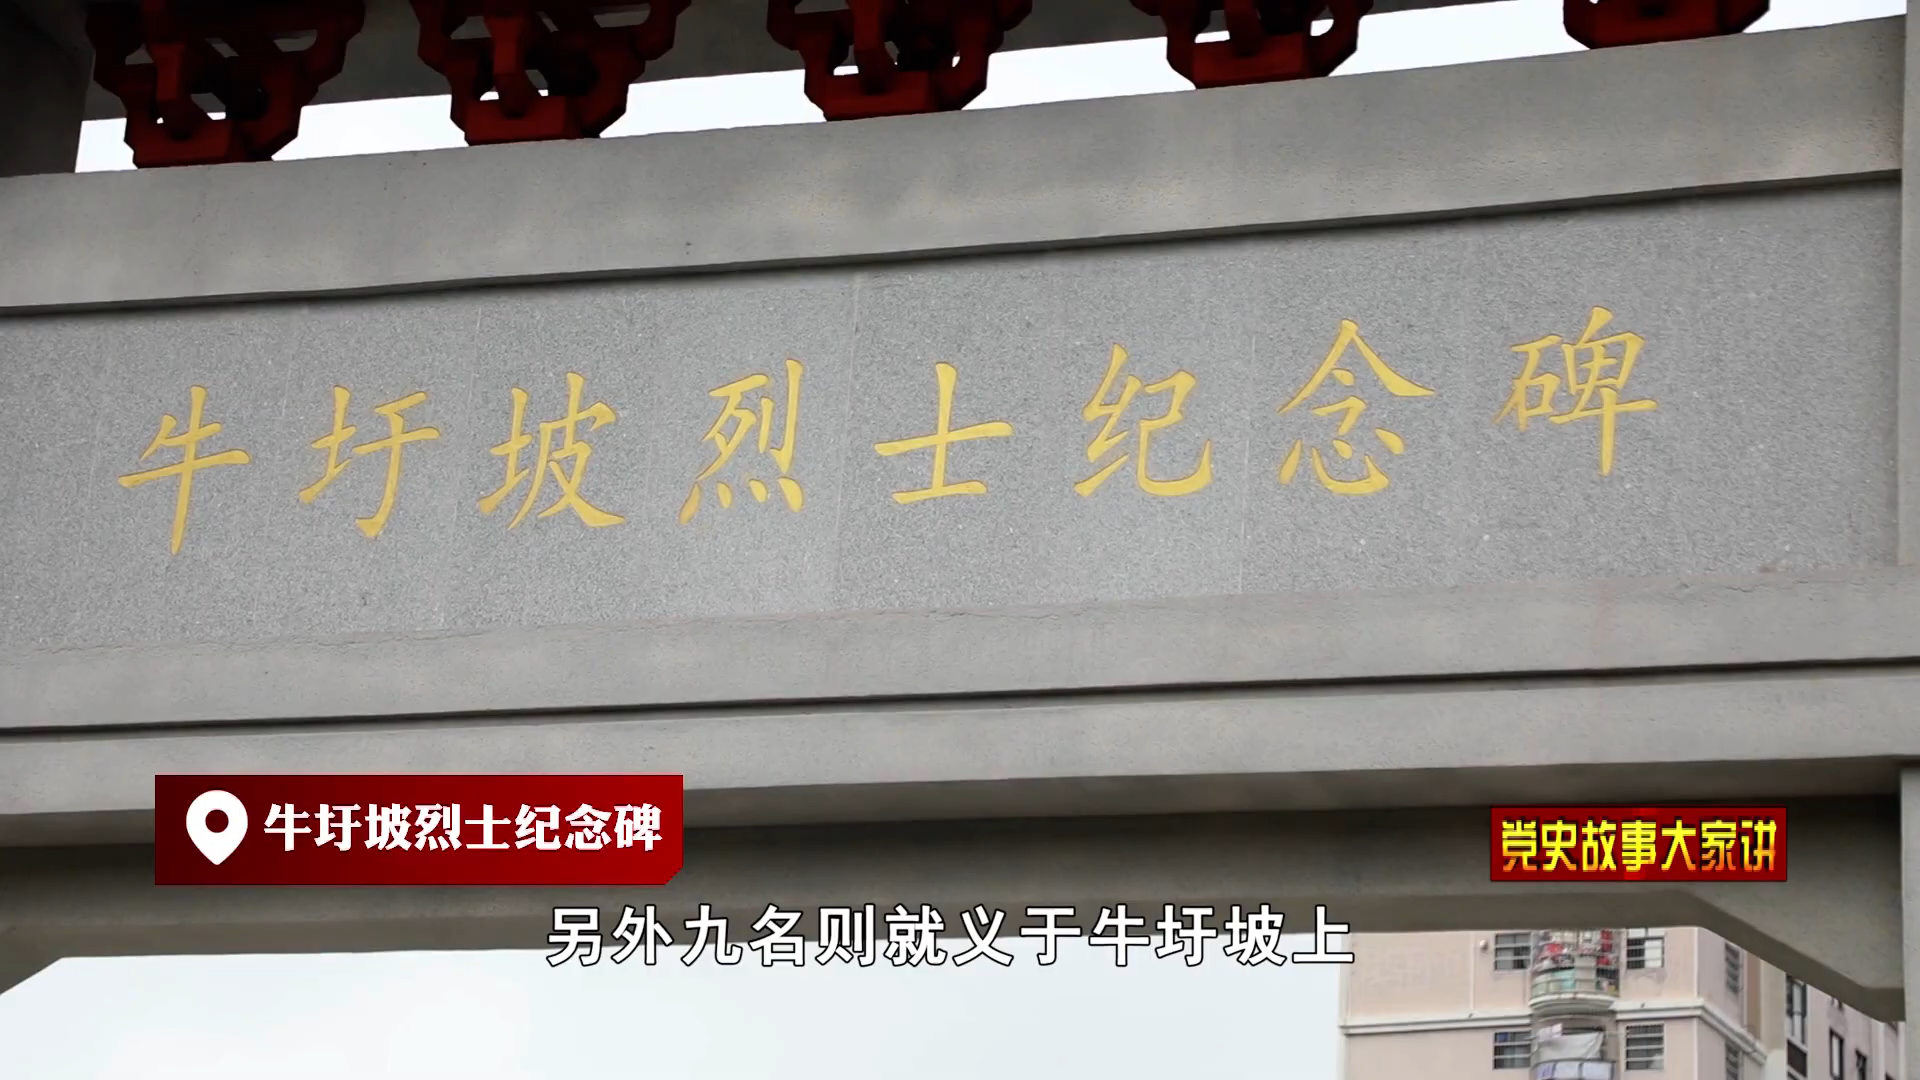 牛圩坡烈士纪念碑
牛圩坡烈士纪念碑
党史故事大家讲
另外九名则就义于牛圩坡上